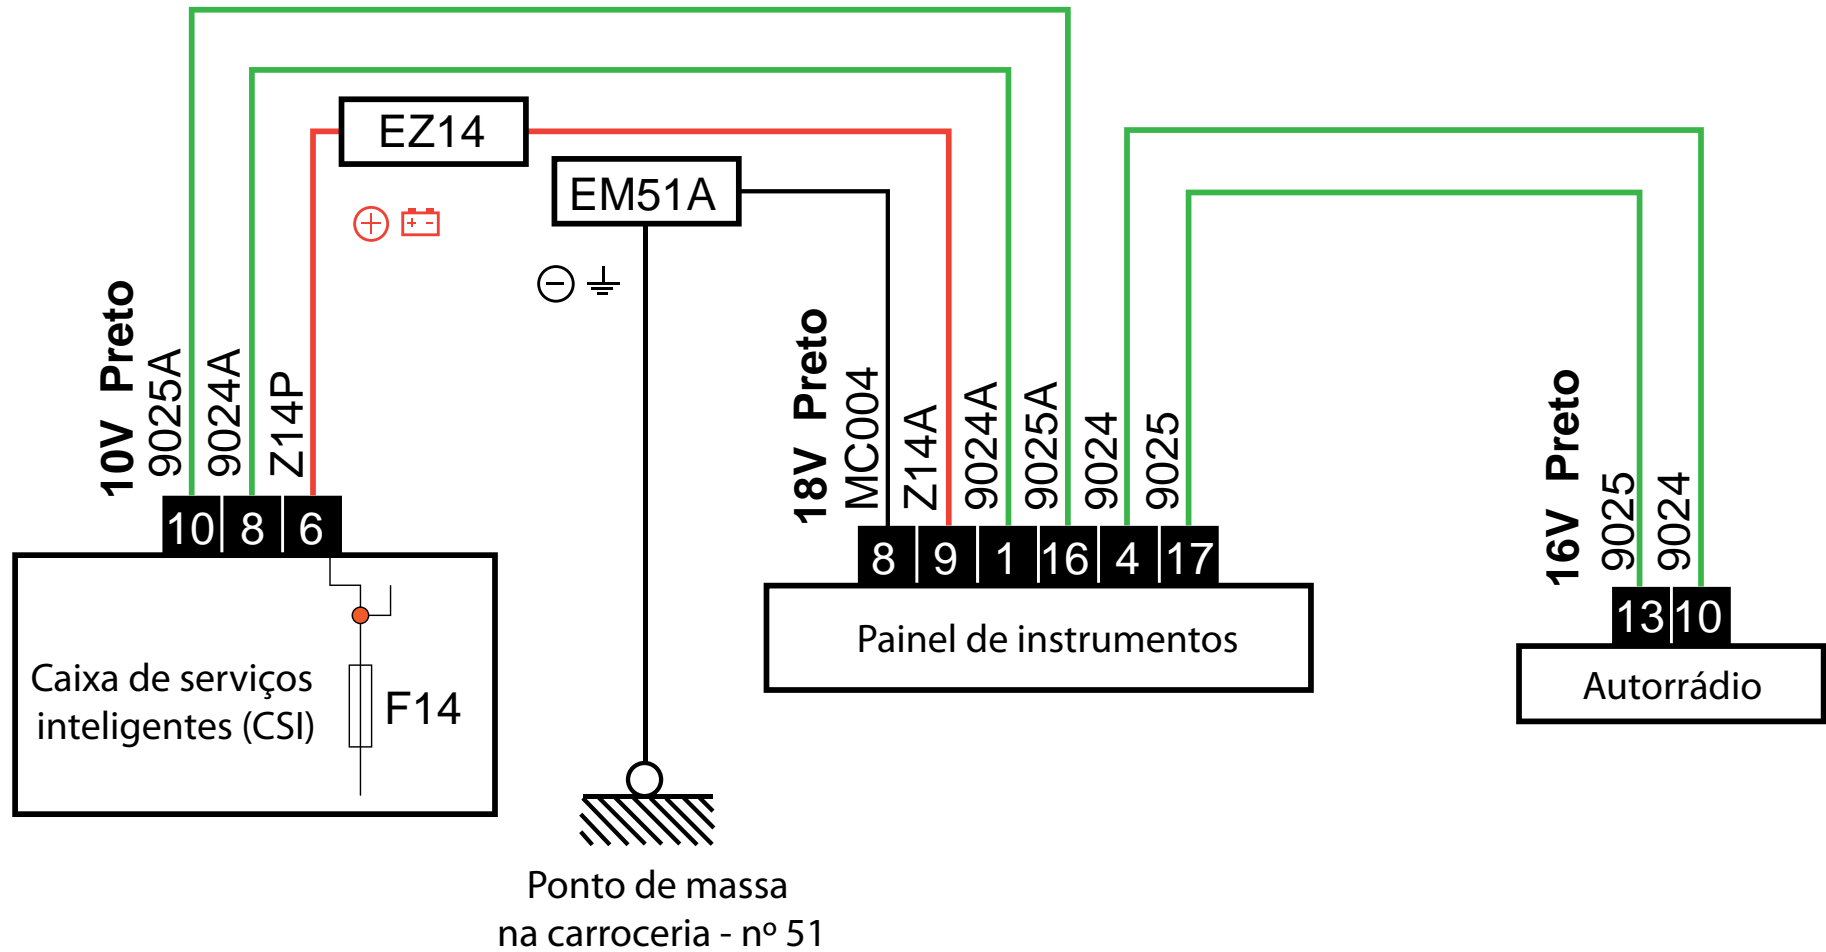 EZ14
EM51A
10V Preto
9025A
9024A
Z14P
18V Preto
MC004
Z14A
9024A
9025A
9024
9025
16V Preto
9025
9024
10 8 6
8 9 1 16 4 17
13 10
Caixa de serviços
inteligentes (CSI)
F14
Painel de instrumentos
Autorrádio
Ponto de massa
na carroceria - nº 51